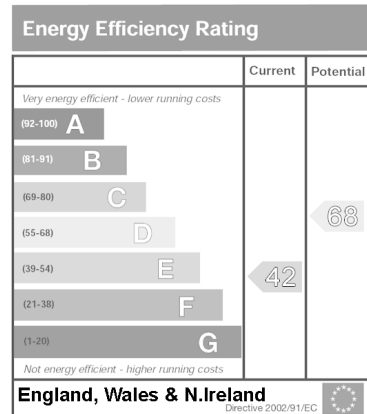 Energy Efficiency Rating
Current Potential
Very energy efficient - lower running costs
(92-100) A
(81-91) B
(69-80) C
(55-68) D
68
(39-54) E
42
(21-38) F
(1-20) G
Not energy efficient - higher running costs
England, Wales & N.Ireland
Directive 2002/91/EC